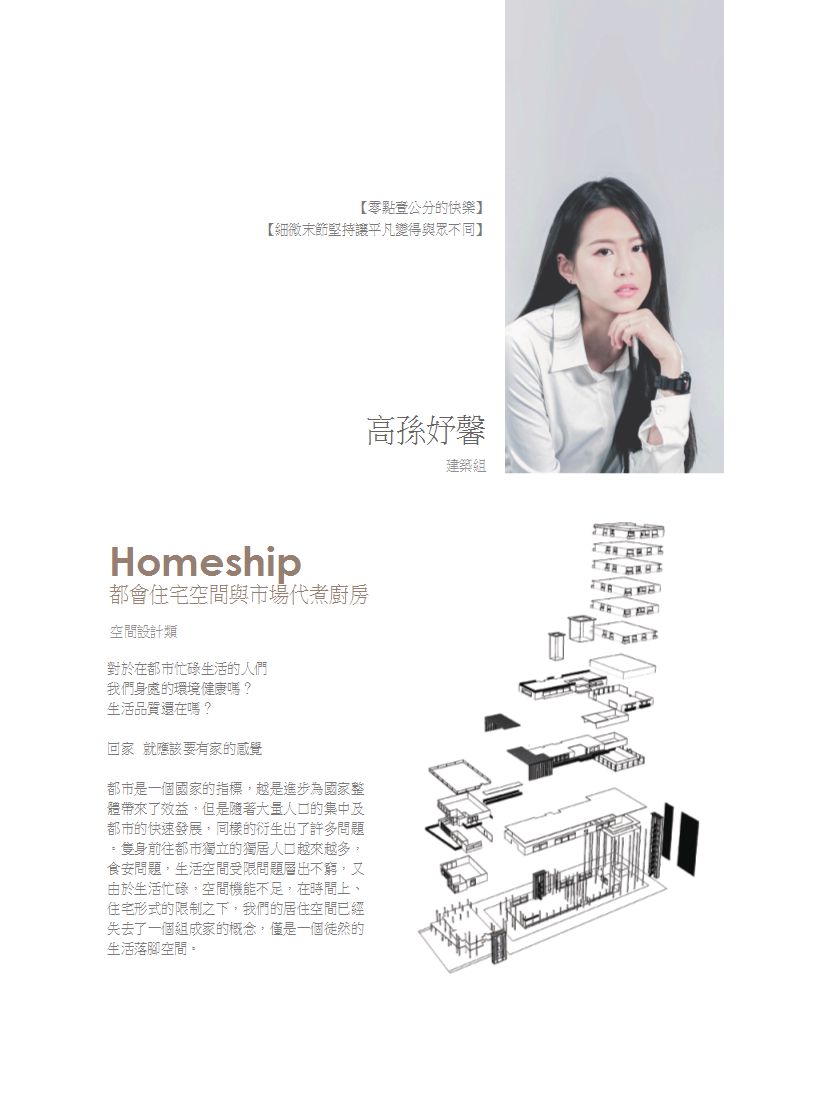 【零點壹公分的快樂】
【細微末節堅持讓平凡變得與眾不同】
高孫妤馨
建築組
Homeship
都會住宅空間與市場代煮廚房
空間設計類
對於在都市忙碌生活的人們
我們身處的環境健康嗎？
生活品質還在嗎？
回家 就應該要有家的感覺
都市是一個國家的指標，越是進步為國家整
體帶來了效益，但是隨著大量人口的集中及
都市的快速發展，同樣的衍生出了許多問題
。隻身前往都市獨立的獨居人口越來越多，
食安問題，生活空間受限問題層出不窮，又
由於生活忙碌，空間機能不足，在時間上、
住宅形式的限制之下，我們的居住空間已經
失去了一個組成家的概念，僅是一個徒然的
生活落腳空間。